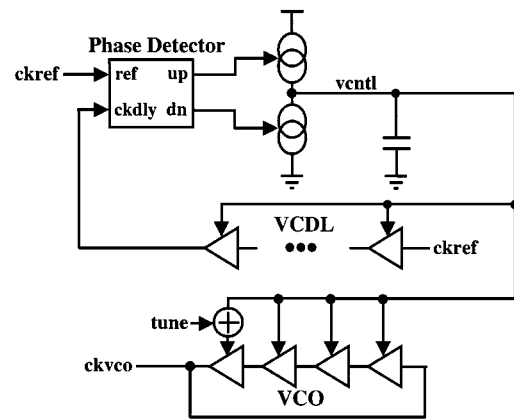 Phase Detector
ckref
ref
up
ckdly
dn
vcntl
VCDL
ckref
tune
ckvco
VCO